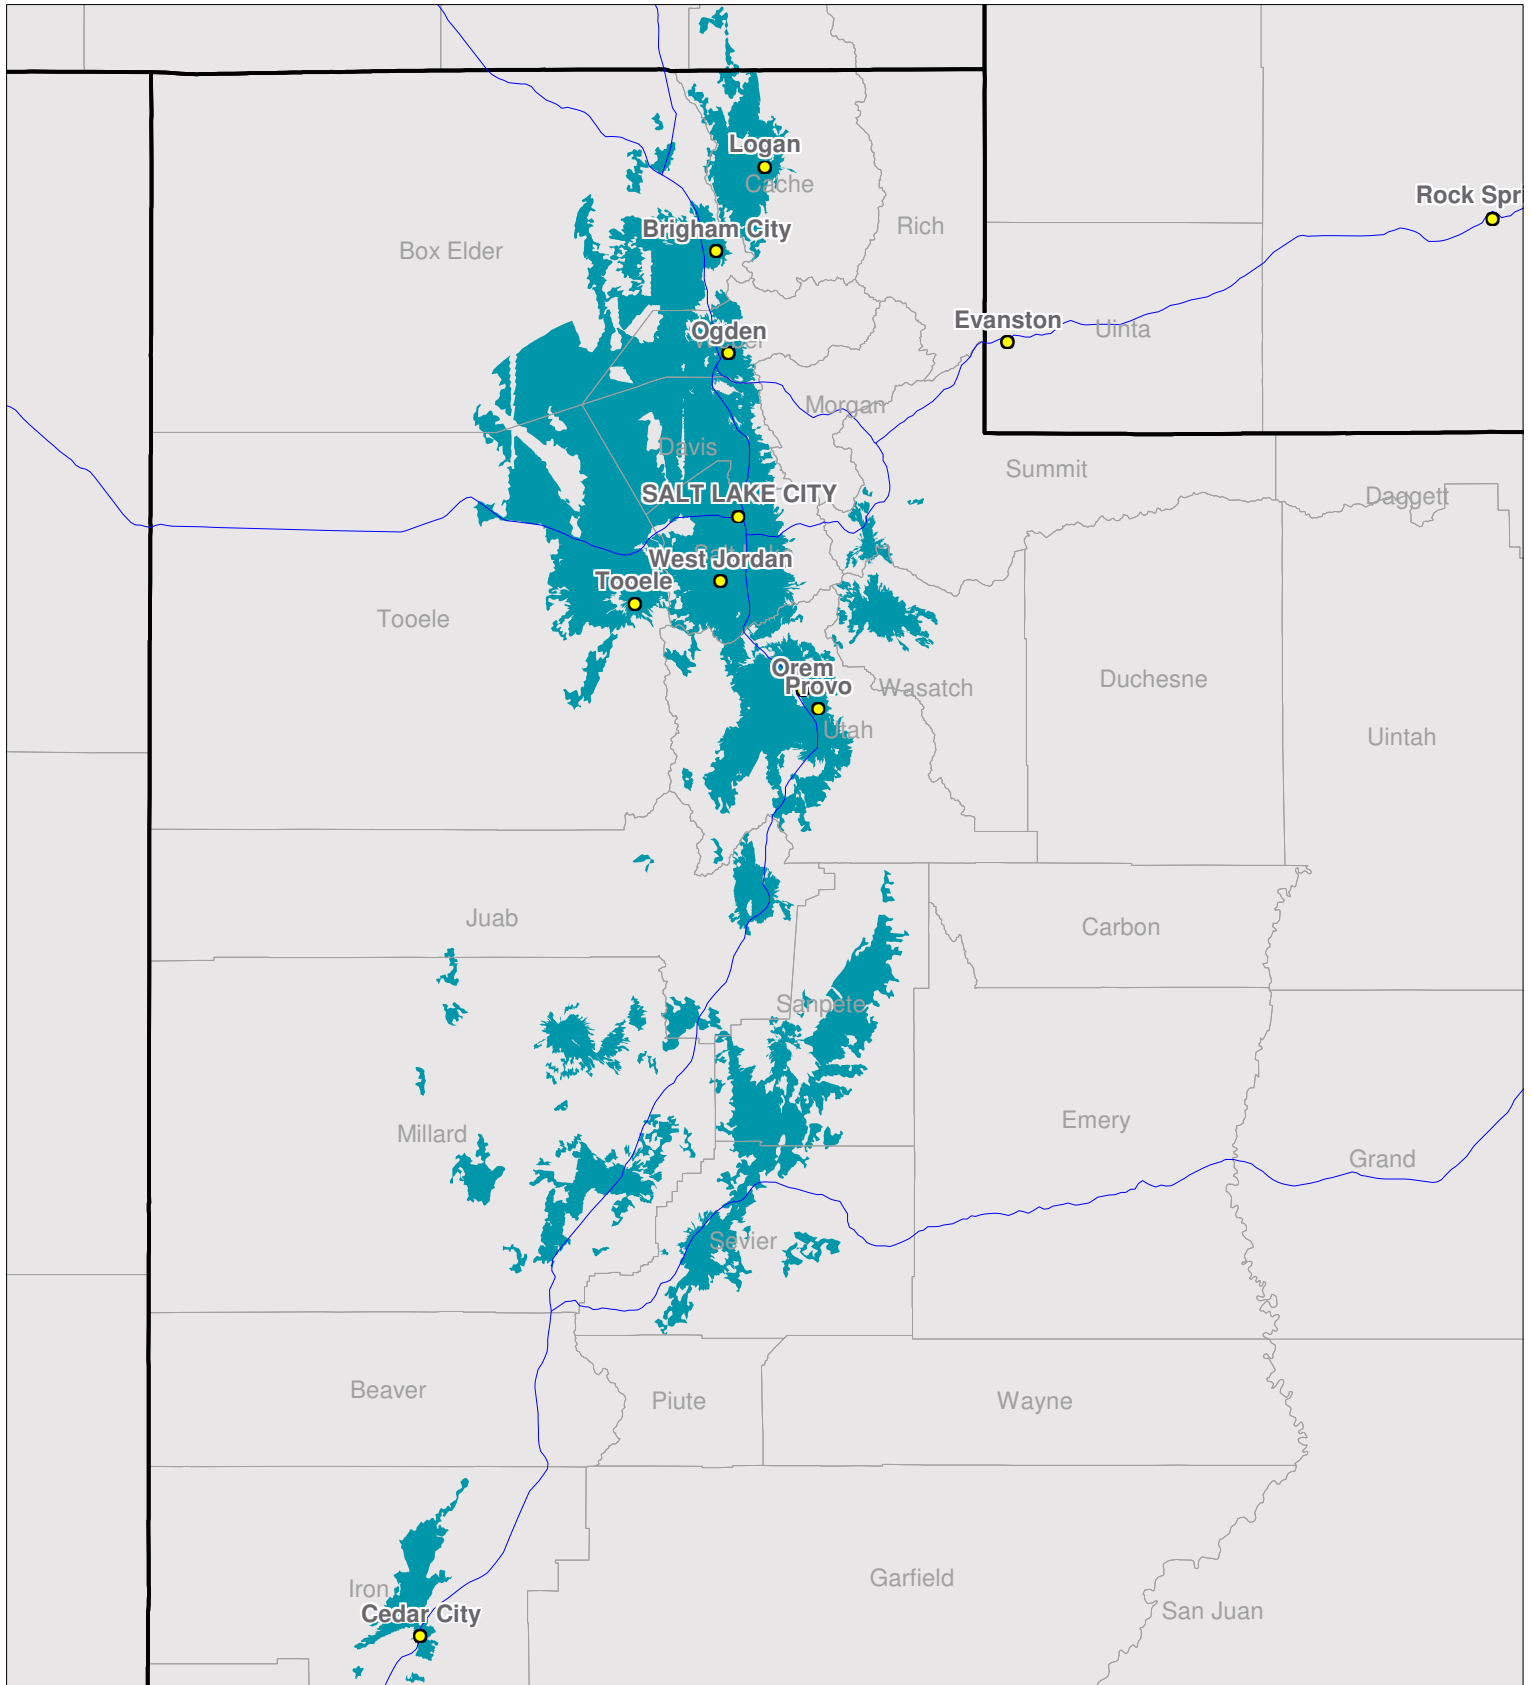 Logan
Cache
Rock Spri
Rich
Brigham City
Box Elder
Evanston
Uinta
Ogden
Morgan
Davis
Summit
SALT LAKE CITY
Daggett
West Jordan
Tooele
Tooele
Orem
Provo
Wasatch
Duchesne
Utah
Uintah
Juab
Carbon
Sanpete
Millard
Emery
Grand
Sevier
Beaver
Piute
Wayne
Iron
Garfield
Cedar City
San Juan